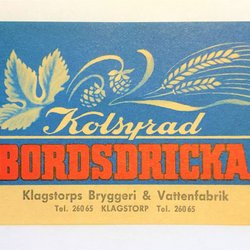 Kolsyrad
BORDSDRICKA
Klagstorps Bryggeri & Vattenfabrik
Tel. 26065 KLAGSTORP Tel. 26065